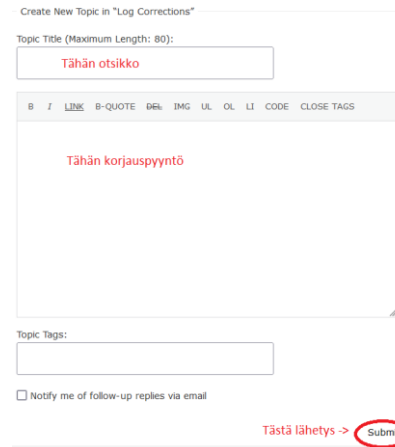 Create New Topic in “Log Corrections”
Topic Title (Maximum Length: 80):
Tähän otsikko
B I LINK B-QUOTE DEL IMG UL OL LI CODE CLOSE TAGS
Tähän korjauspyyntö
Topic Tags:
Notify me of follow-up replies via email
Tästä lähetys -> Submi